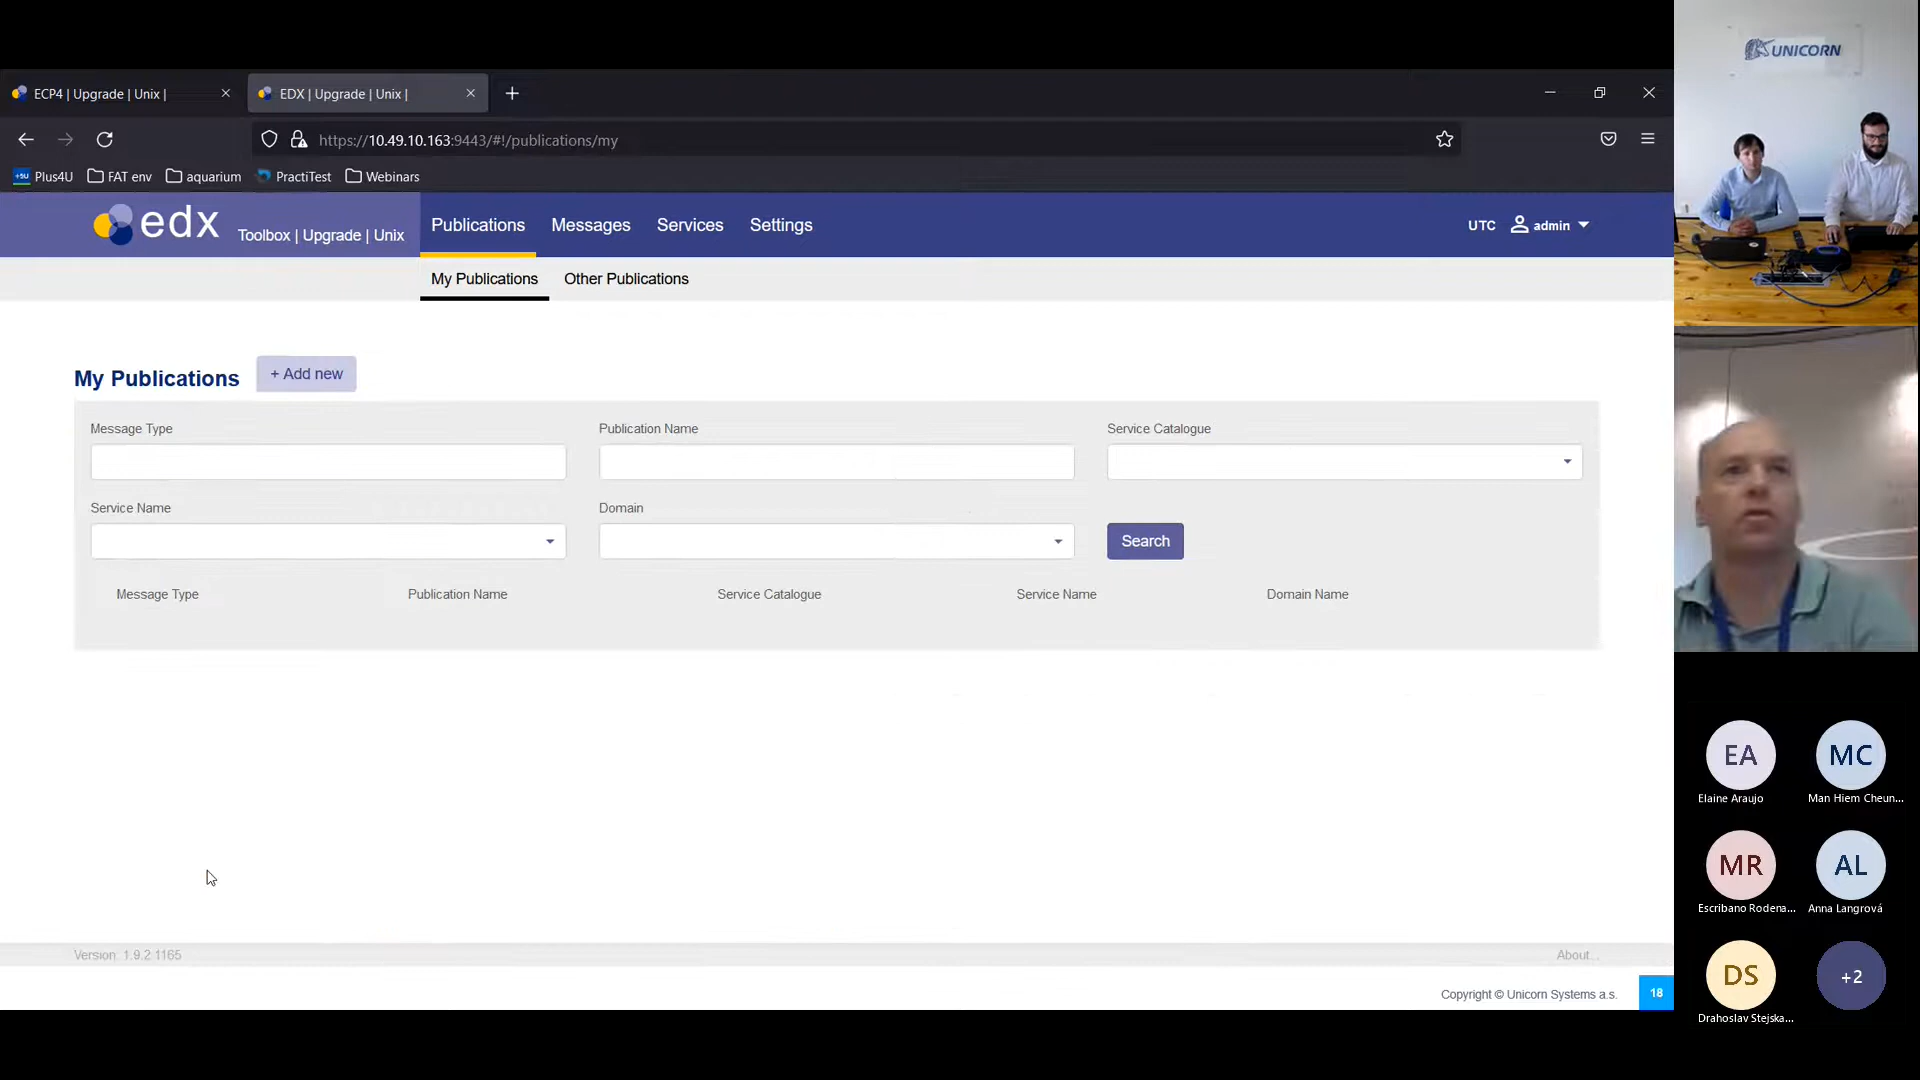 UNICORN
ECP4 | Upgrade | Unix |
EDX | Upgrade | Unix |
https://10.49.10.163:9443/#!/publications/my
+5U Plus4U FAT env aquarium PractiTest Webinars
edx Toolbox | Upgrade | Unix Publications Messages Services Settings UTC admin
My Publications Other Publications
My Publications + Add new
Message Type Publication Name Service Catalogue
Service Name Domain
Search
Message Type Publication Name Service Catalogue Service Name Domain Name
Version: 1.9.2.1165 About...
Copyright © Unicorn Systems a.s. 18
EA MC
Elaine Araujo Man Hiem Cheun...
MR AL
Escribano Rodena... Anna Langrová
DS +2
Drahoslav Stejska...